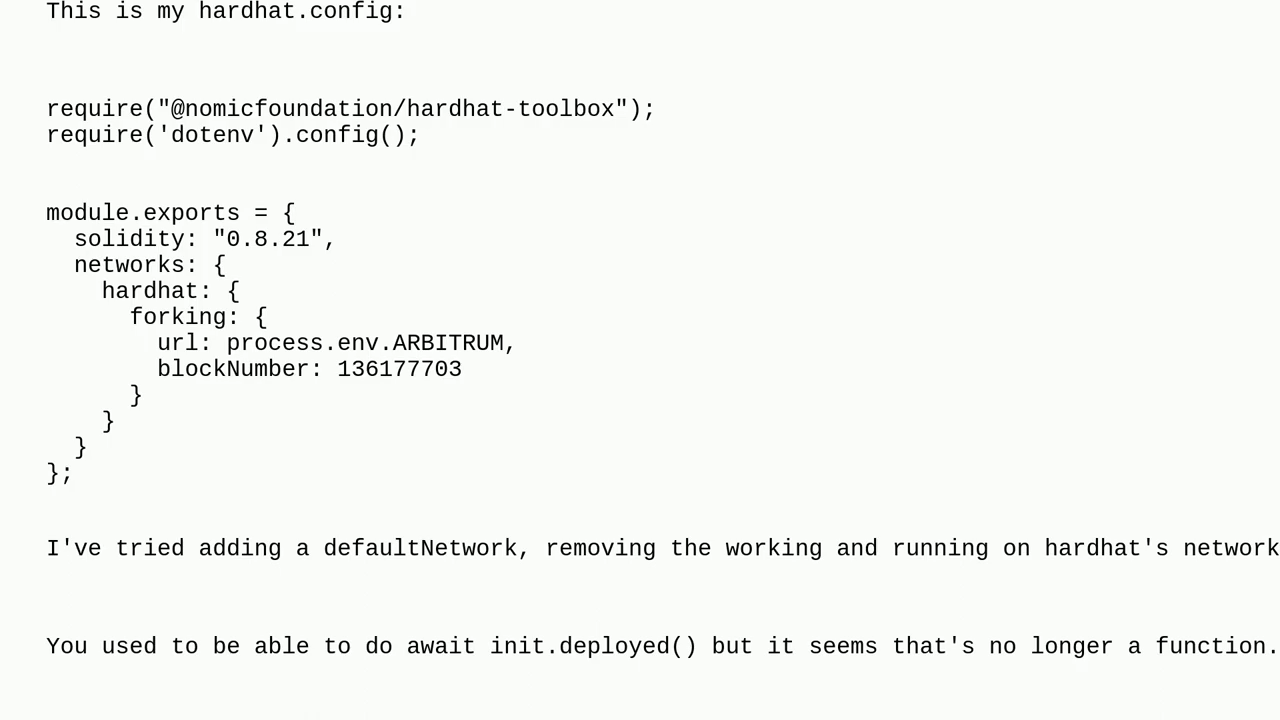 This is my hardhat.config:
require("@nomicfoundation/hardhat-toolbox");
require('dotenv').config();
module.exports = {
  solidity: "0.8.21",
  networks: {
    hardhat: {
      forking: {
        url: process.env.ARBITRUM,
        blockNumber: 136177703
      }
    }
  }
};
I've tried adding a defaultNetwork, removing the working and running on hardhat's network
You used to be able to do await init.deployed() but it seems that's no longer a function.